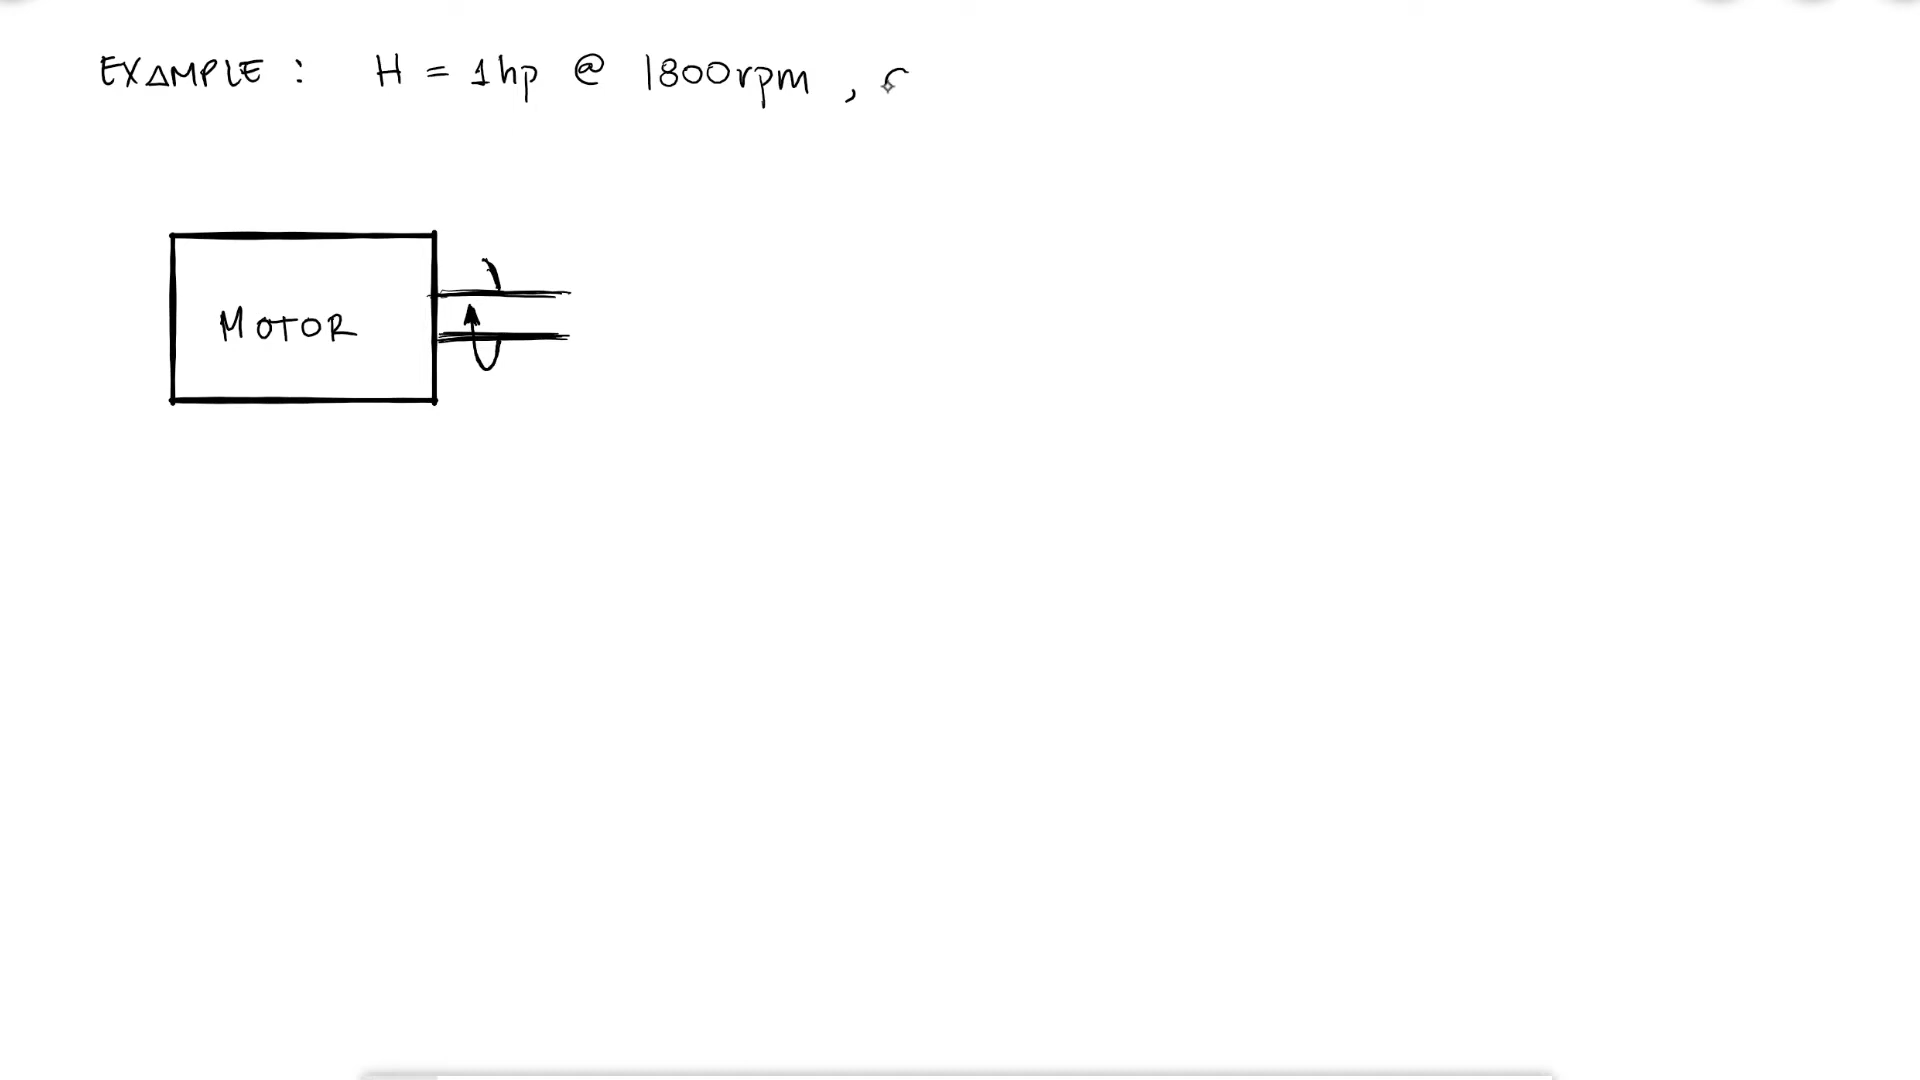 EXAMPLE : H = 1hp @ 1800rpm ,
MOTOR